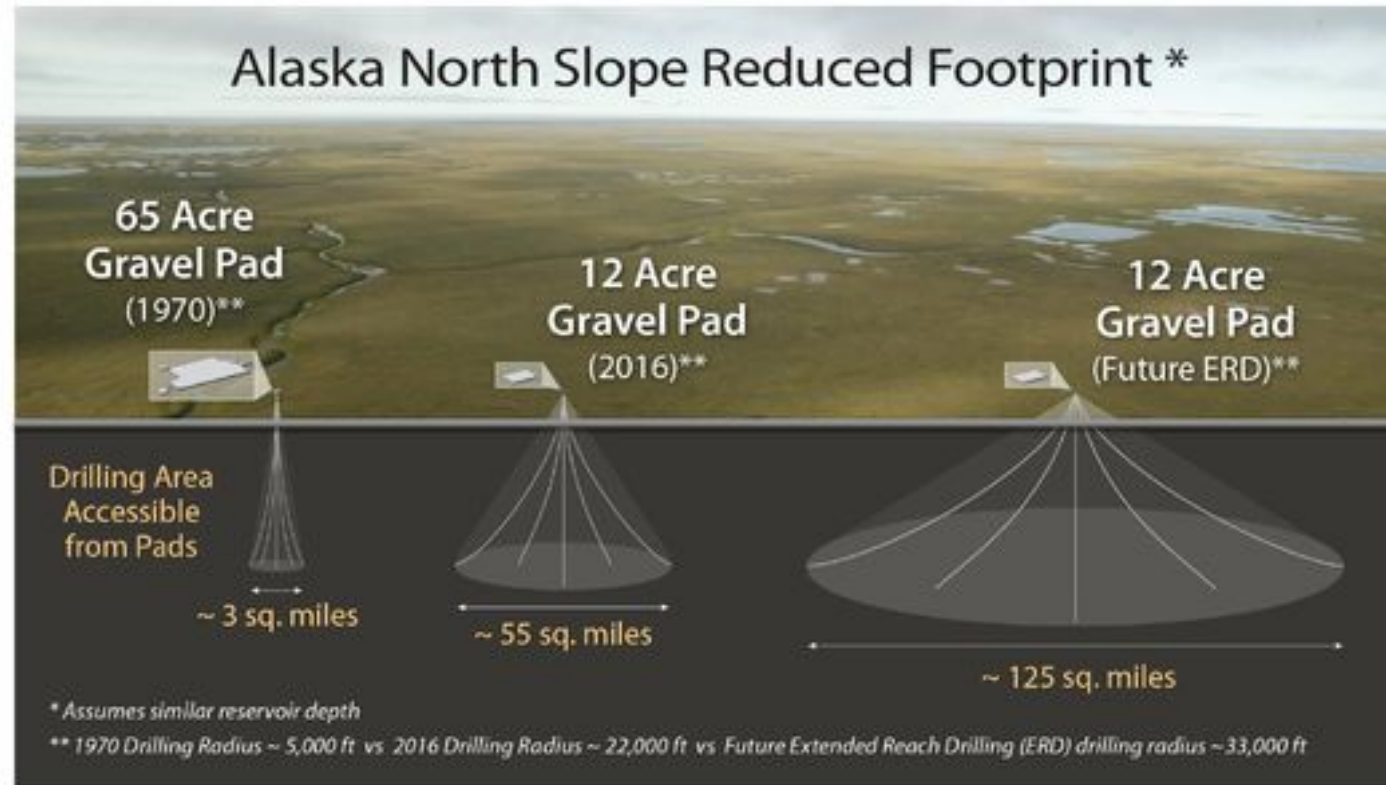 Alaska North Slope Reduced Footprint *
65 Acre
Gravel Pad
(1970)**
12 Acre
Gravel Pad
(2016)**
12 Acre
Gravel Pad
(Future ERD)**
Drilling Area
Accessible
from Pads
~ 3 sq. miles
~ 55 sq. miles
~ 125 sq. miles
* Assumes similar reservoir depth
** 1970 Drilling Radius ~ 5,000 ft vs 2016 Drilling Radius ~ 22,000 ft vs Future Extended Reach Drilling (ERD) drilling radius ~33,000 ft